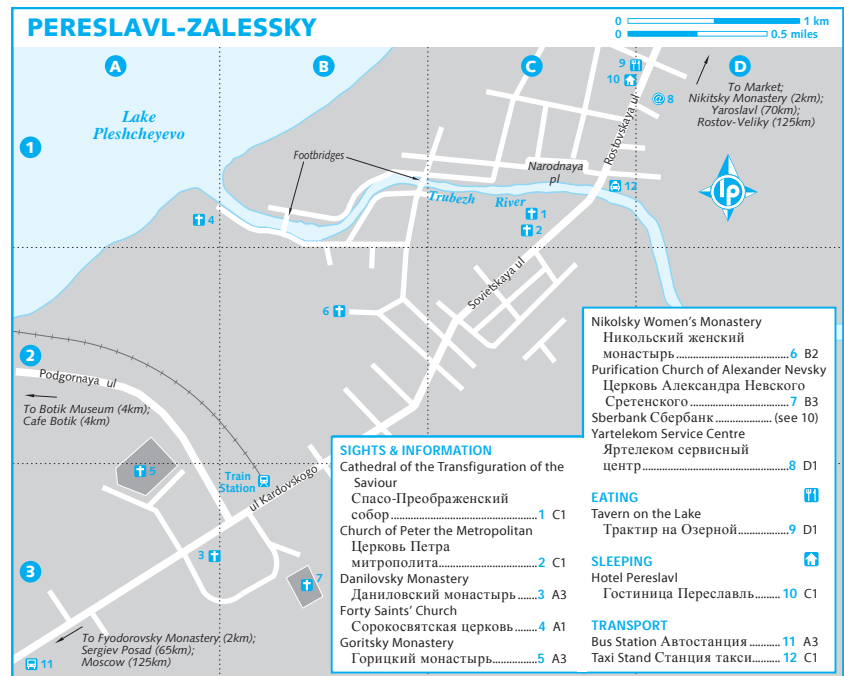 PERESLAVL-ZALESSKY
0 1 km
0 0.5 miles
A
B
C
D
1
2
3
Lake
Pleshcheyevo
Footbridges
Trubezh River
Narodnaya
pl
Rostovskaya ul
9
10
@ 8
To Market;
Nikitsky Monastery (2km);
Yaroslavl (70km);
Rostov-Veliky (125km)
lp
12
4
1
2
Sovietskaya ul
6
Podgornaya ul
To Botik Museum (4km);
Cafe Botik (4km)
5
Train
Station
ul Kardovskogo
3
7
To Fyodorovsky Monastery (2km);
Sergiev Posad (65km);
Moscow (125km)
11
SIGHTS & INFORMATION
Cathedral of the Transfiguration of the
Saviour
Спасо-Преображенский
собор 1 C1
Church of Peter the Metropolitan
Церковь Петра
митрополита 2 C1
Danilovsky Monastery
Даниловский монастырь 3 A3
Forty Saints' Church
Сорокосвятская церковь 4 A1
Goritsky Monastery
Горицкий монастырь 5 A3
Nikolsky Women's Monastery
Никольский женский
монастырь 6 B2
Purification Church of Alexander Nevsky
Церковь Александра Невского
Сретенского 7 B3
Sberbank Сбербанк (see 10)
Yartelekom Service Centre
Яртелеком сервисный
центр 8 D1
EATING
Tavern on the Lake
Трактир на Озерной 9 D1
SLEEPING
Hotel Pereslavl
Гостиница Переславль 10 C1
TRANSPORT
Bus Station Автостанция 11 A3
Taxi Stand Станция такси 12 C1